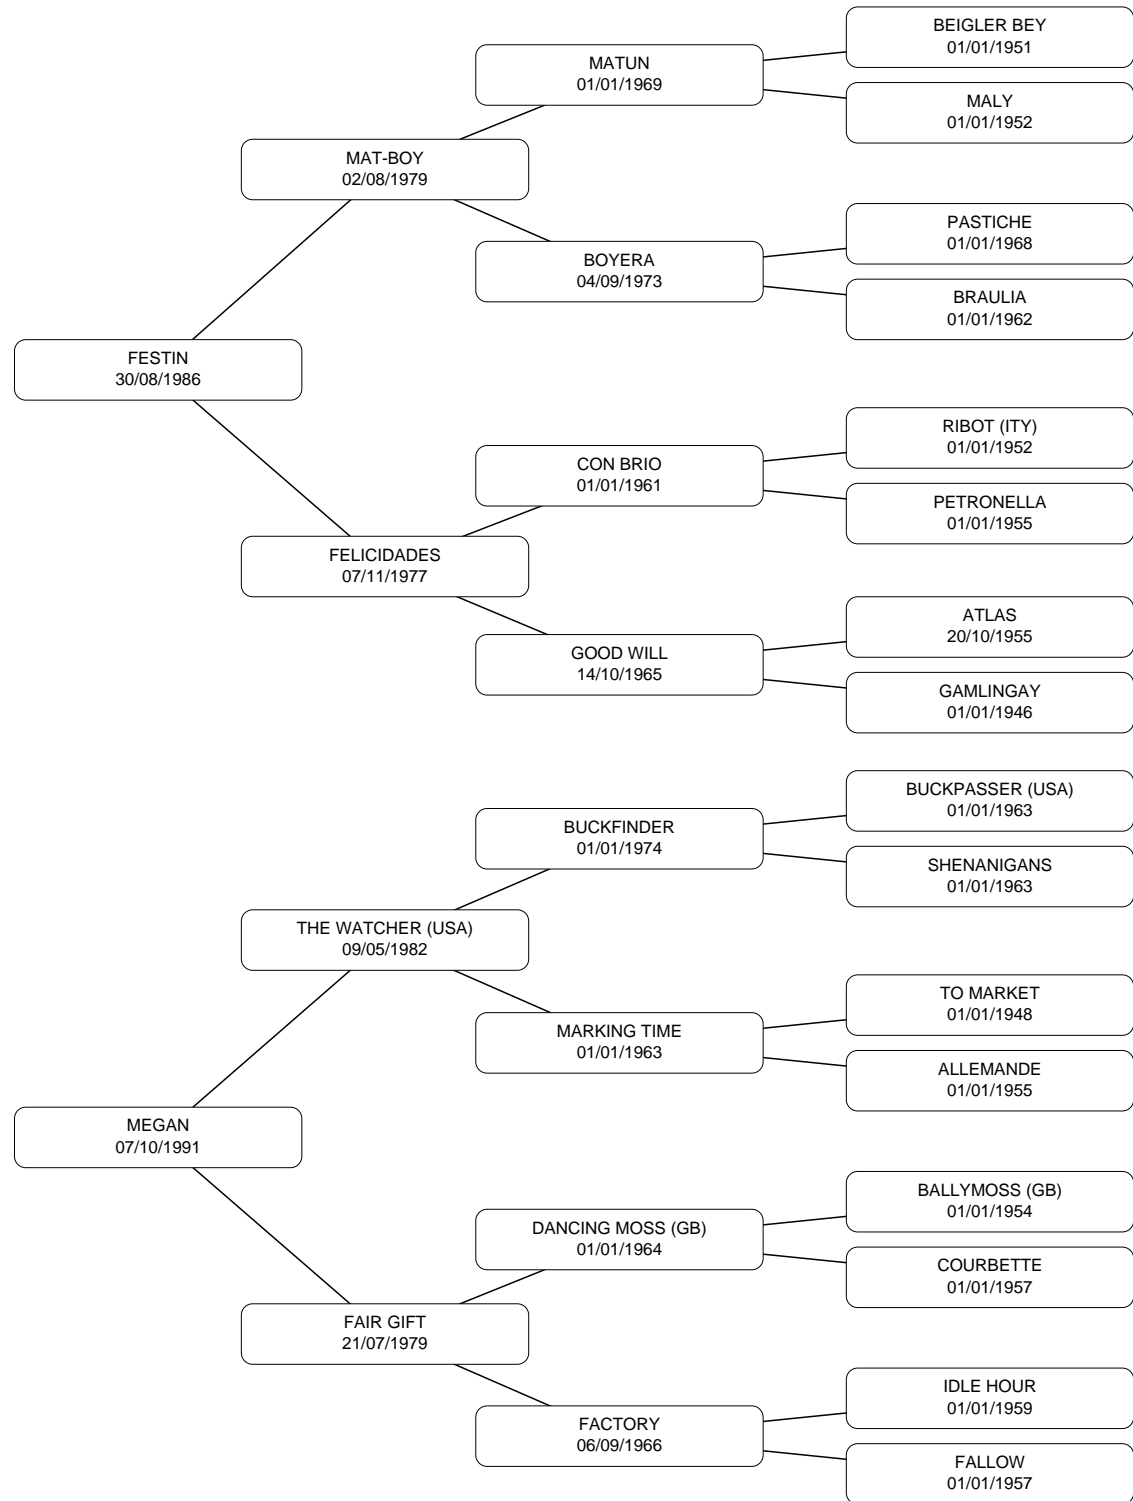 BEIGLER BEY
01/01/1951
MATUN
01/01/1969
MALY
01/01/1952
MAT-BOY
02/08/1979
PASTICHE
01/01/1968
BOYERA
04/09/1973
BRAULIA
01/01/1962
FESTIN
30/08/1986
RIBOT (ITY)
01/01/1952
CON BRIO
01/01/1961
PETRONELLA
01/01/1955
FELICIDADES
07/11/1977
ATLAS
20/10/1955
GOOD WILL
14/10/1965
GAMLINGAY
01/01/1946
BUCKPASSER (USA)
01/01/1963
BUCKFINDER
01/01/1974
SHENANIGANS
01/01/1963
THE WATCHER (USA)
09/05/1982
TO MARKET
01/01/1948
MARKING TIME
01/01/1963
ALLEMANDE
01/01/1955
MEGAN
07/10/1991
BALLYMOSS (GB)
01/01/1954
DANCING MOSS (GB)
01/01/1964
COURBETTE
01/01/1957
FAIR GIFT
21/07/1979
IDLE HOUR
01/01/1959
FACTORY
06/09/1966
FALLOW
01/01/1957